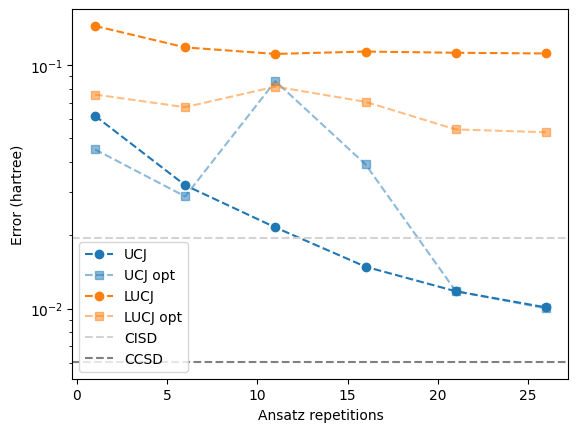 10⁻¹
10⁻²
Error (hartree)
UCJ
UCJ opt
LUCJ
LUCJ opt
CISD
CCSD
0 5 10 15 20 25
Ansatz repetitions